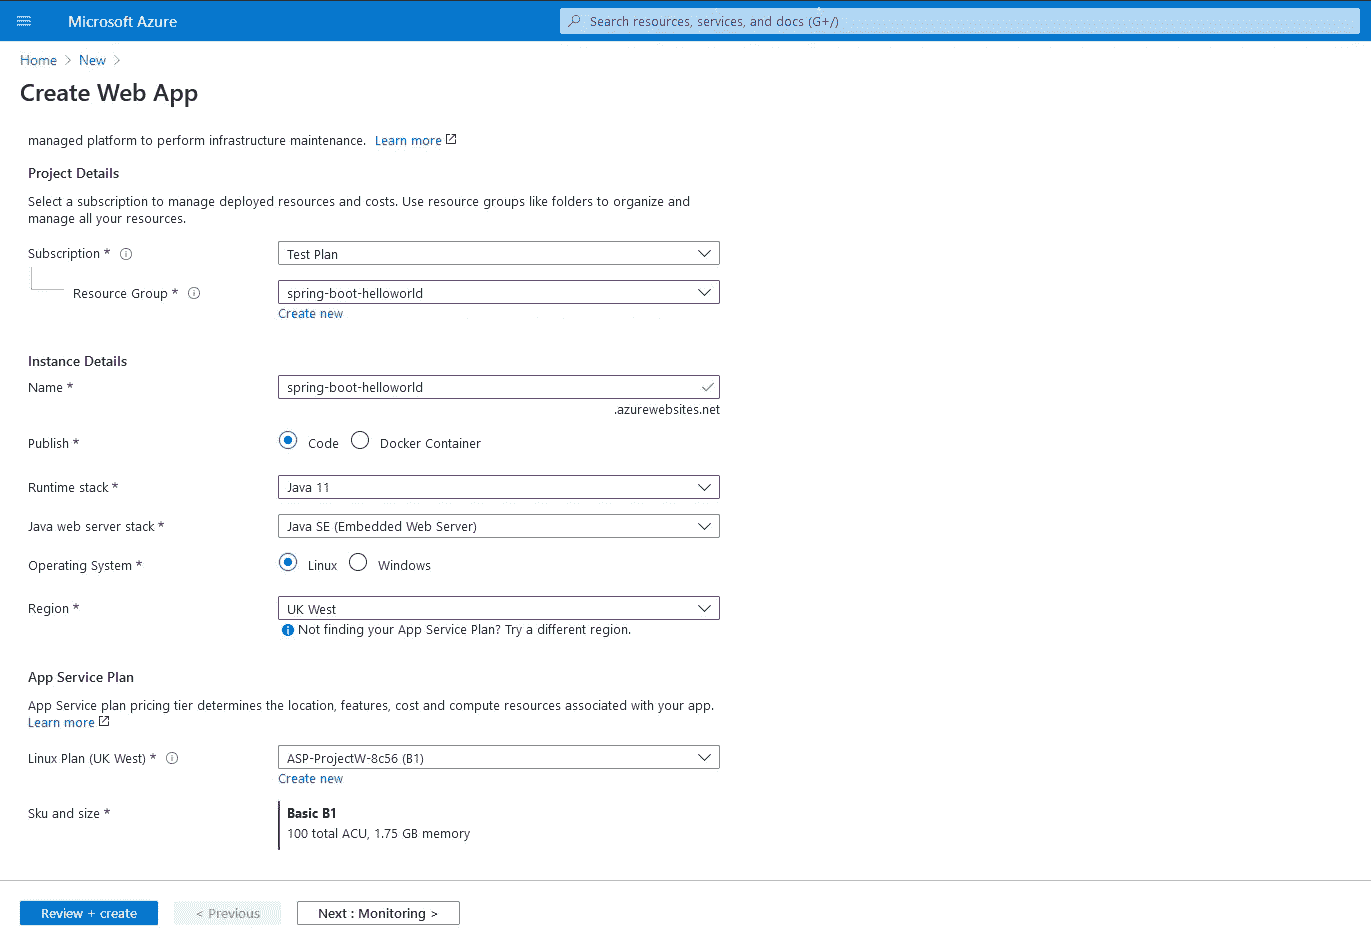 Microsoft Azure
Search resources, services, and docs (G+/)
Home > New >
Create Web App
managed platform to perform infrastructure maintenance. Learn more
Project Details
Select a subscription to manage deployed resources and costs. Use resource groups like folders to organize and
manage all your resources.
Subscription *
Test Plan
Resource Group *
spring-boot-helloworld
Create new
Instance Details
Name *
spring-boot-helloworld
.azurewebsites.net
Publish *
Code
Docker Container
Runtime stack *
Java 11
Java web server stack *
Java SE (Embedded Web Server)
Operating System *
Linux
Windows
Region *
UK West
Not finding your App Service Plan? Try a different region.
App Service Plan
App Service plan pricing tier determines the location, features, cost and compute resources associated with your app.
Learn more
Linux Plan (UK West) *
ASP-ProjectW-8c56 (B1)
Create new
Sku and size *
Basic B1
100 total ACU, 1.75 GB memory
Review + create
< Previous
Next : Monitoring >